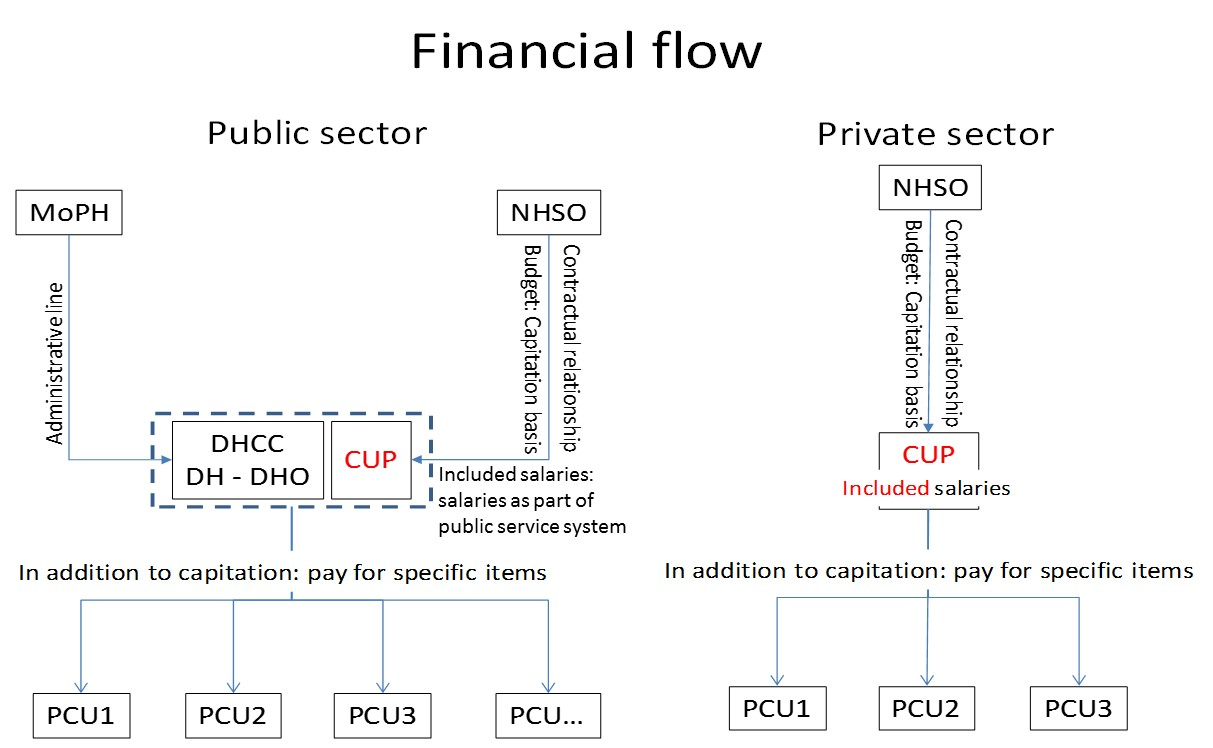 Financial flow
Public sector
MoPH
NHSO
Administrative line
Budget: Capitation basis
Contractual relationship
DHCC
DH - DHO
CUP
Included salaries:
salaries as part of
public service system
In addition to capitation: pay for specific items
PCU1
PCU2
PCU3
PCU...
Private sector
NHSO
Budget: Capitation basis
Contractual relationship
CUP
Included salaries
In addition to capitation: pay for specific items
PCU1
PCU2
PCU3